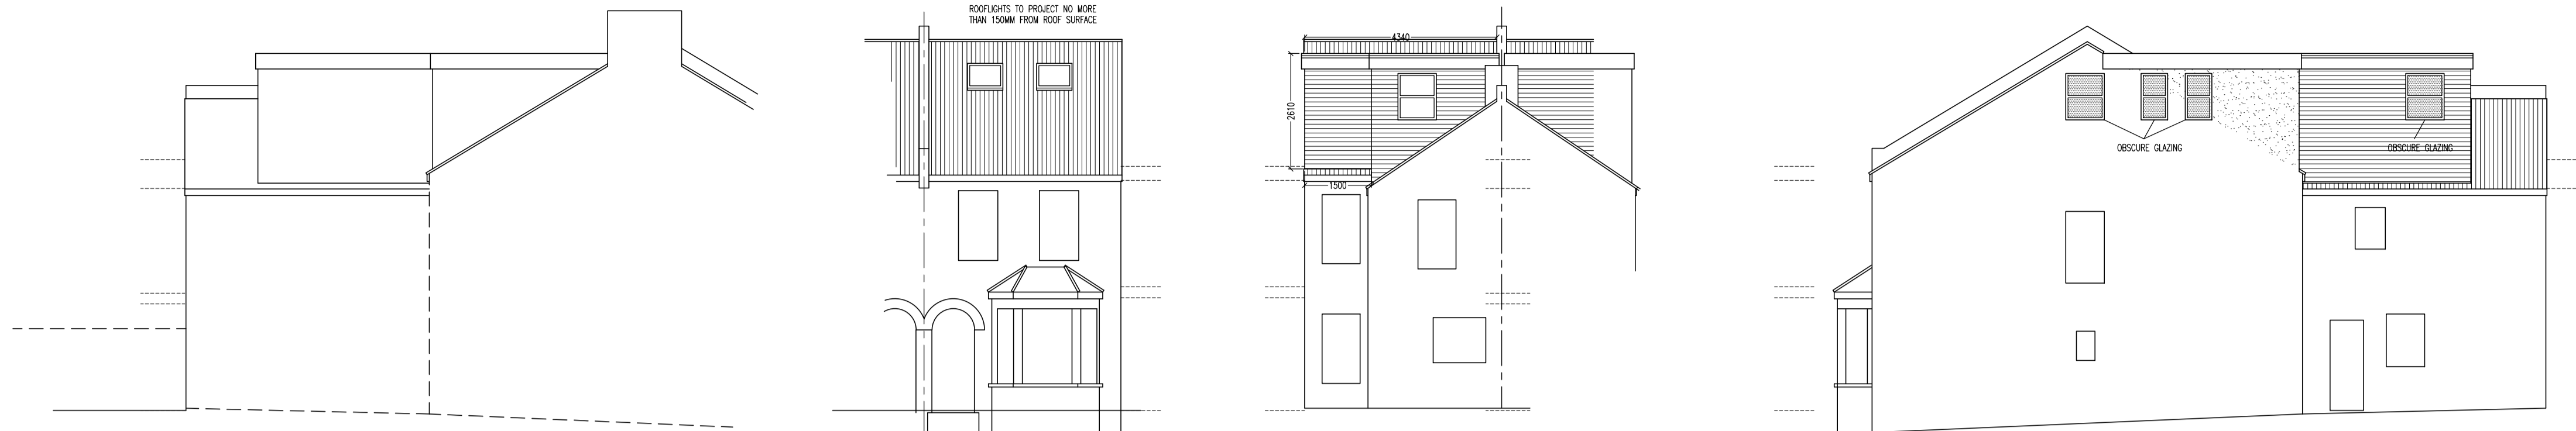 ROOFLIGHTS TO PROJECT NO MORE
THAN 150MM FROM ROOF SURFACE
4340
2610
1500
OBSCURE GLAZING
OBSCURE GLAZING